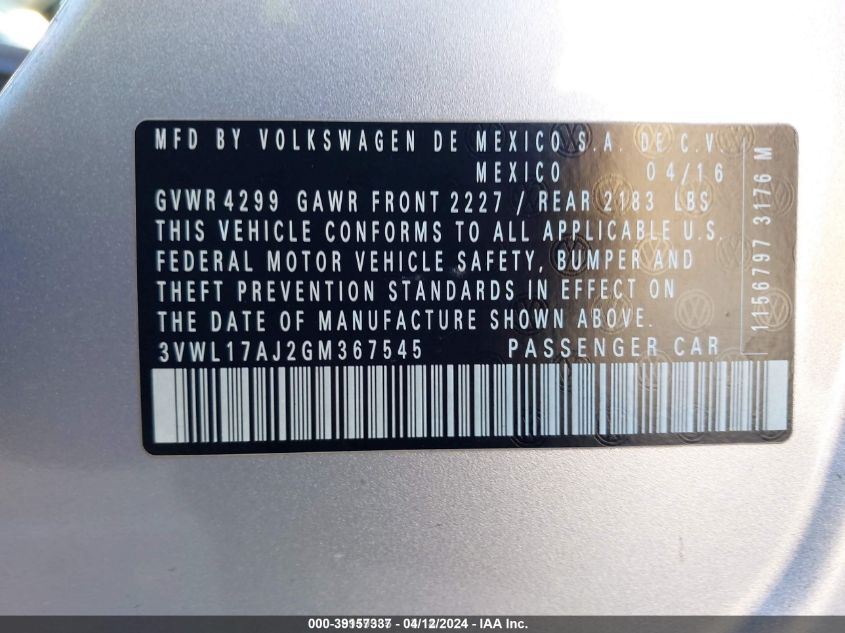 MFD BY VOLKSWAGEN DE MEXICO S.A. DE C.V
MEXICO 04/16
GVWR 4299 GAWR FRONT 2227 / REAR 2183 LBS
THIS VEHICLE CONFORMS TO ALL APPLICABLE U.S.
FEDERAL MOTOR VEHICLE SAFETY, BUMPER AND
THEFT PREVENTION STANDARDS IN EFFECT ON
THE DATE OF MANUFACTURE SHOWN ABOVE.
3VWL17AJ2GM367545 PASSENGER CAR
1156797 3176 M
000-39157337 - 04/12/2024 - IAA Inc.